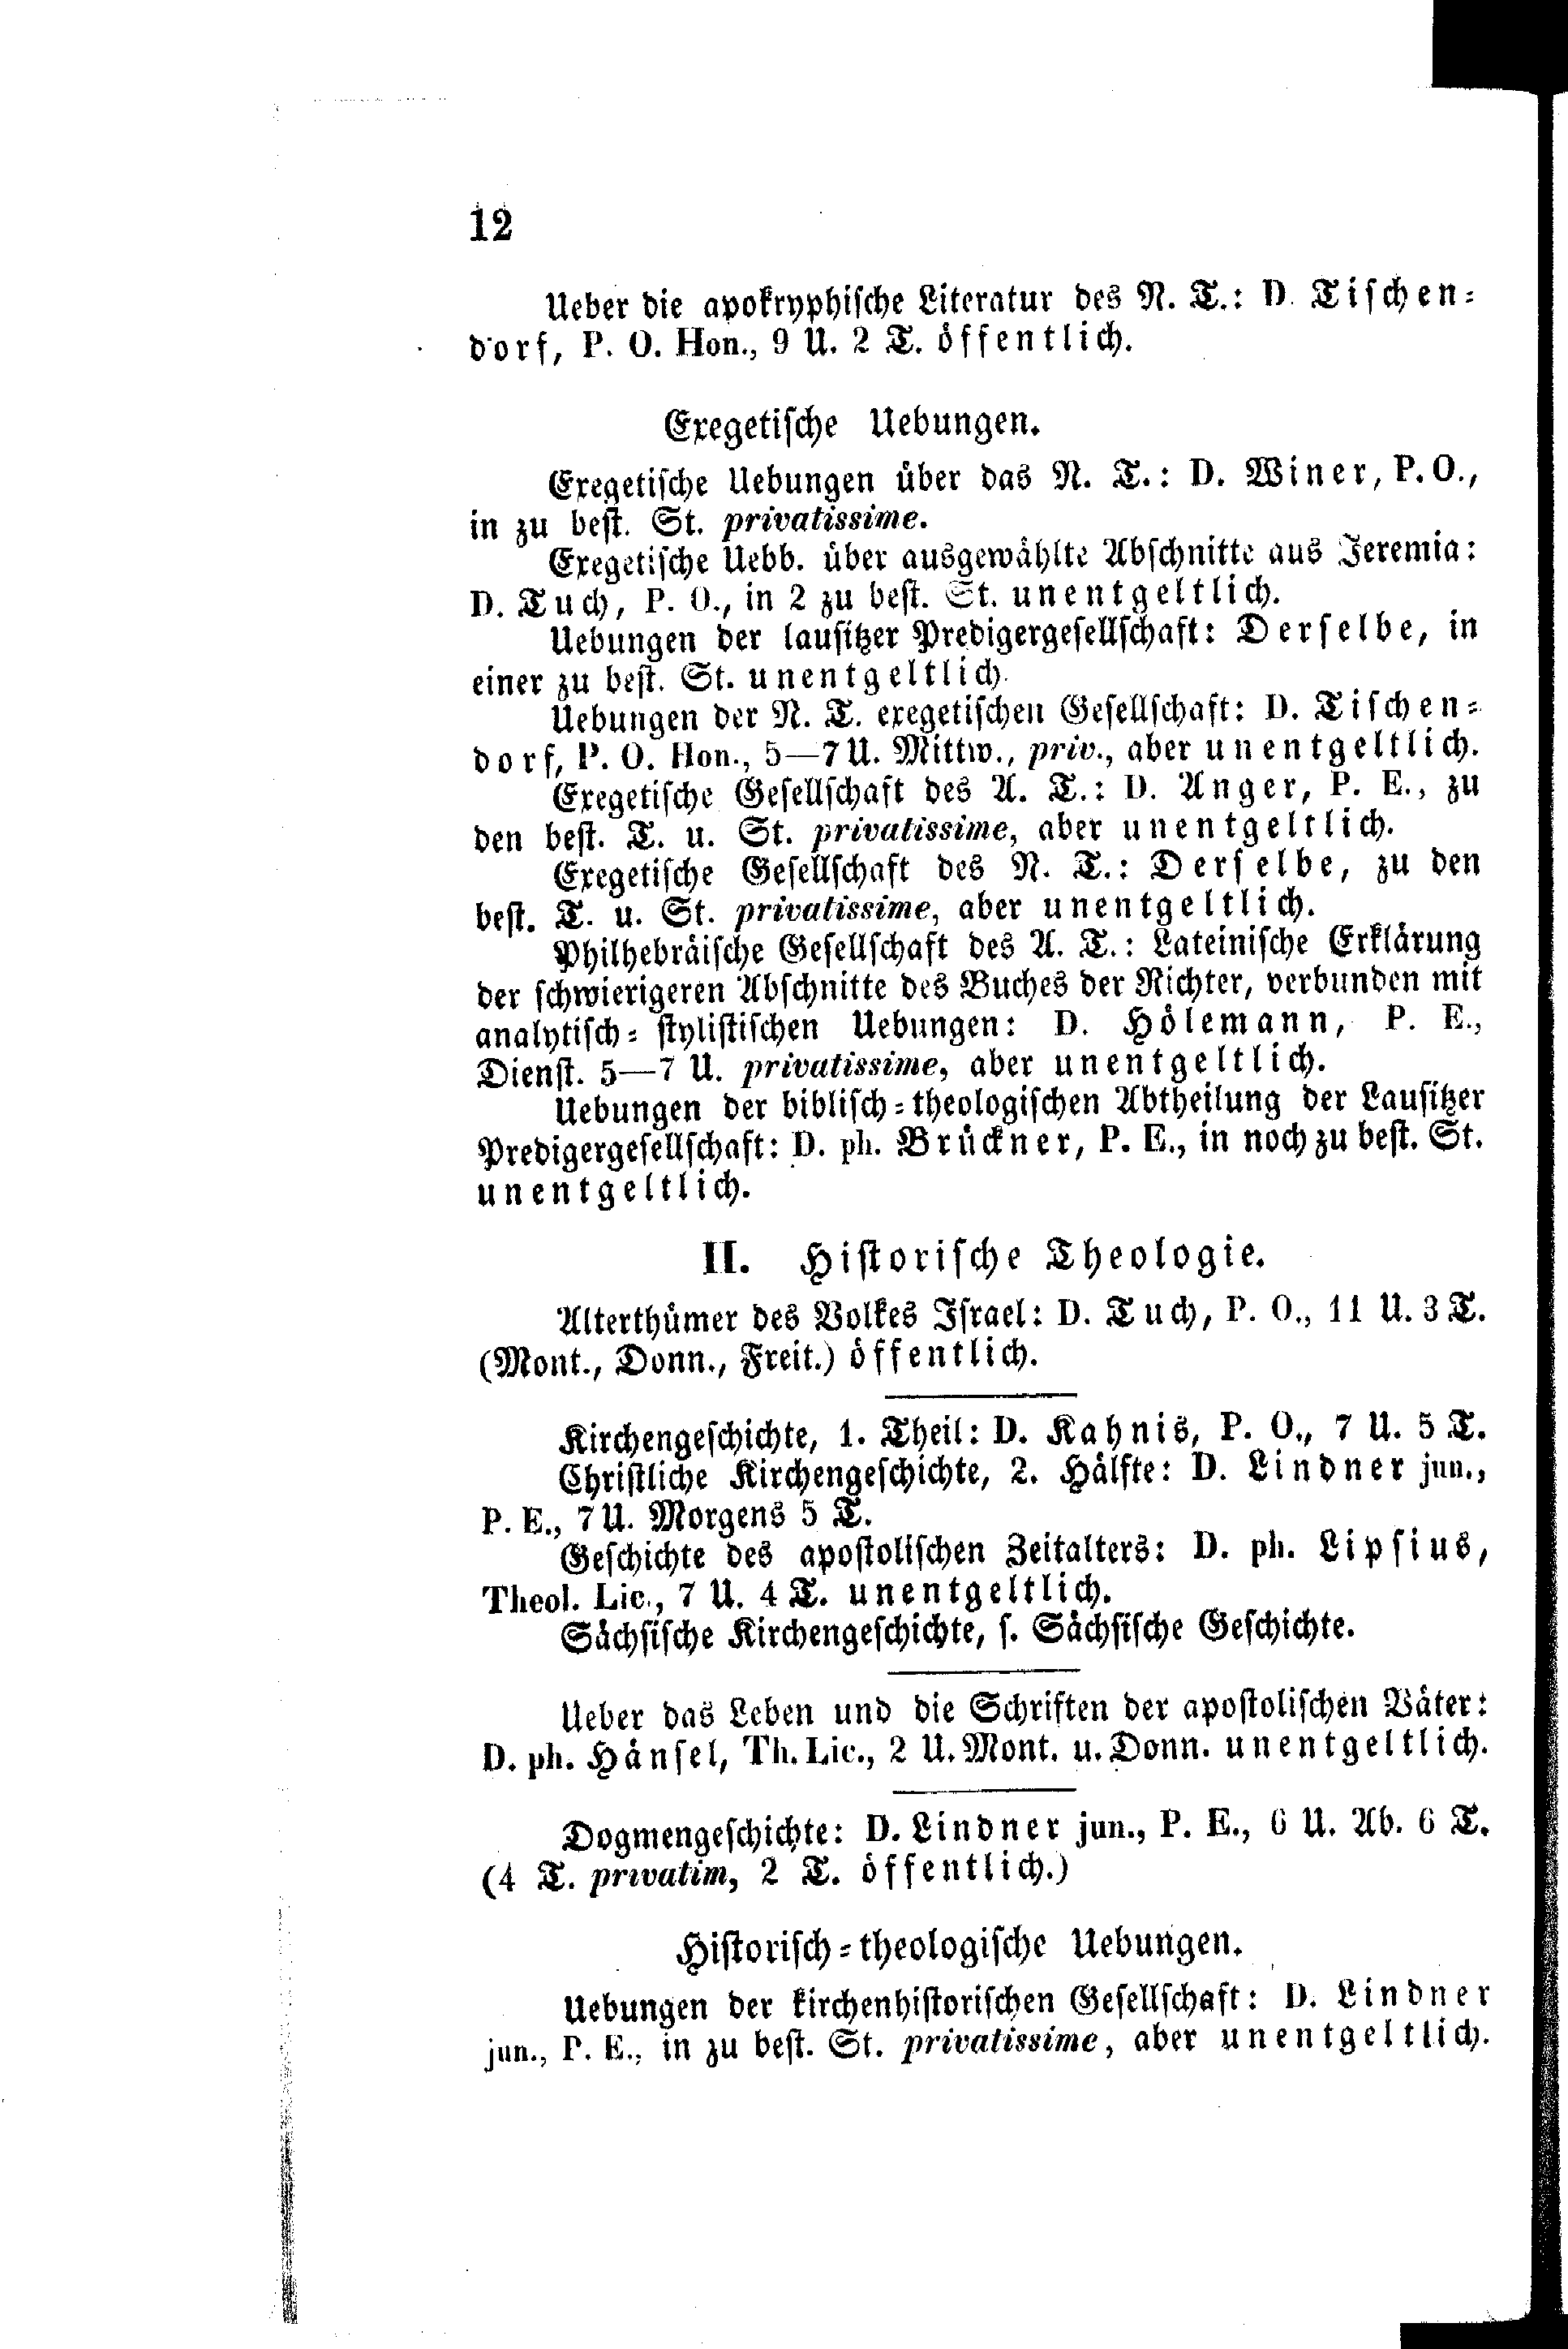 12
Ueber die apokryphische Literatur des N. T.: D. Tischen-
dorf, P. O. Hon., 9 U. 2 T. öffentlich.
Exegetische Uebungen.
Exegetische Uebungen über das N. T.: D. Winer, P. O.,
in zu best. St. privatissime.
Exegetische Uebb. über ausgewählte Abschnitte aus Jeremia:
D. Tuch, P. O., in 2 zu best. St. unentgeltlich.
Uebungen der lausitzer Predigergesellschaft: Derselbe, in
einer zu best. St. unentgeltlich.
Uebungen der N. T. exegetischen Gesellschaft: D. Tischen-
dorf, P. O. Hon., 5—7 U. Mittw., priv., aber unentgeltlich.
Exegetische Gesellschaft des A. T.: D. Anger, P. E., zu
den best. T. u. St. privatissime, aber unentgeltlich.
Exegetische Gesellschaft des N. T.: Derselbe, zu den
best. T. u. St. privatissime, aber unentgeltlich.
Philhebräische Gesellschaft des A. T.: Lateinische Erklärung
der schwierigeren Abschnitte des Buches der Richter, verbunden mit
analytisch-stylistischen Uebungen: D. Hölemann, P. E.,
Dienst. 5—7 U. privatissime, aber unentgeltlich.
Uebungen der biblisch-theologischen Abtheilung der Lausitzer
Predigergesellschaft: D. ph. Brückner, P. E., in noch zu best. St.
unentgeltlich.
II. Historische Theologie.
Alterthümer des Volkes Israel: D. Tuch, P. O., 11 U. 3 T.
(Mont., Donn., Freit.) öffentlich.
Kirchengeschichte, 1. Theil: D. Kahnis, P. O., 7 U. 5 T.
Christliche Kirchengeschichte, 2. Hälfte: D. Lindner jun.,
P. E., 7 U. Morgens 5 T.
Geschichte des apostolischen Zeitalters: D. ph. Lipsius,
Theol. Lic., 7 U. 4 T. unentgeltlich.
Sächsische Kirchengeschichte, s. Sächsische Geschichte.
Ueber das Leben und die Schriften der apostolischen Väter:
D. ph. Hänsel, Th. Lic., 2 U. Mont. u. Donn. unentgeltlich.
Dogmengeschichte: D. Lindner jun., P. E., 6 U. Ab. 6 T.
(4 T. privatim, 2 T. öffentlich.)
Historisch-theologische Uebungen.
Uebungen der kirchenhistorischen Gesellschaft: D. Lindner
jun., P. E., in zu best. St. privatissime, aber unentgeltlich.